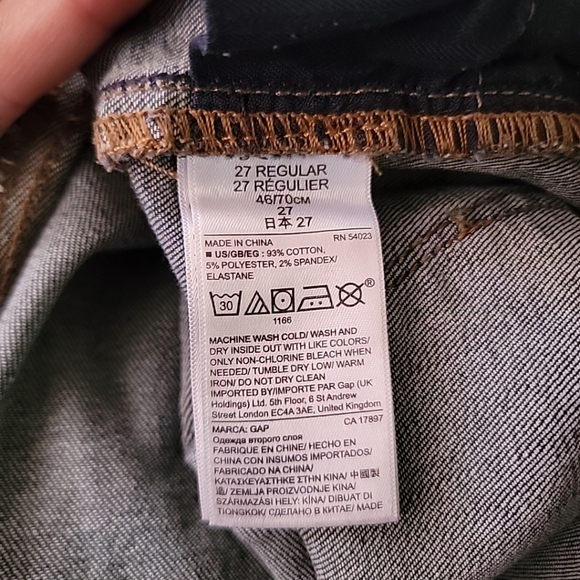 27 REGULAR
27 RÉGULIER
46/70CM
27
日本 27
MADE IN CHINA RN 54023
■ US/GB/EG : 93% COTTON,
5% POLYESTER, 2% SPANDEX/
ELASTANE
30
1166
MACHINE WASH COLD/ WASH AND
DRY INSIDE OUT WITH LIKE COLORS/
ONLY NON-CHLORINE BLEACH WHEN
NEEDED/ TUMBLE DRY LOW/ WARM
IRON/ DO NOT DRY CLEAN
IMPORTED BY/IMPORTE PAR Gap (UK
Holdings) Ltd. 5th Floor, 6 St Andrew
Street London EC4A 3AE, United Kingdom
MARCA: GAP CA 17897
Одежда второго слоя
FABRIQUE EN CHINE/ HECHO EN
CHINA CON INSUMOS IMPORTADOS/
FABRICADO NA CHINA/
ΚΑΤΑΣΚΕΥΑΣΤΗΚΕ ΣΤΗΝ ΚΙΝΑ/ 中國製
造/ ZEMLJA PROIZVODNJE KINA/
SZÁRMAZÁSI HELY: KÍNA/ DIBUAT DI
TIONGKOK/ СДЕЛАНО В КИТАЕ/ MADE